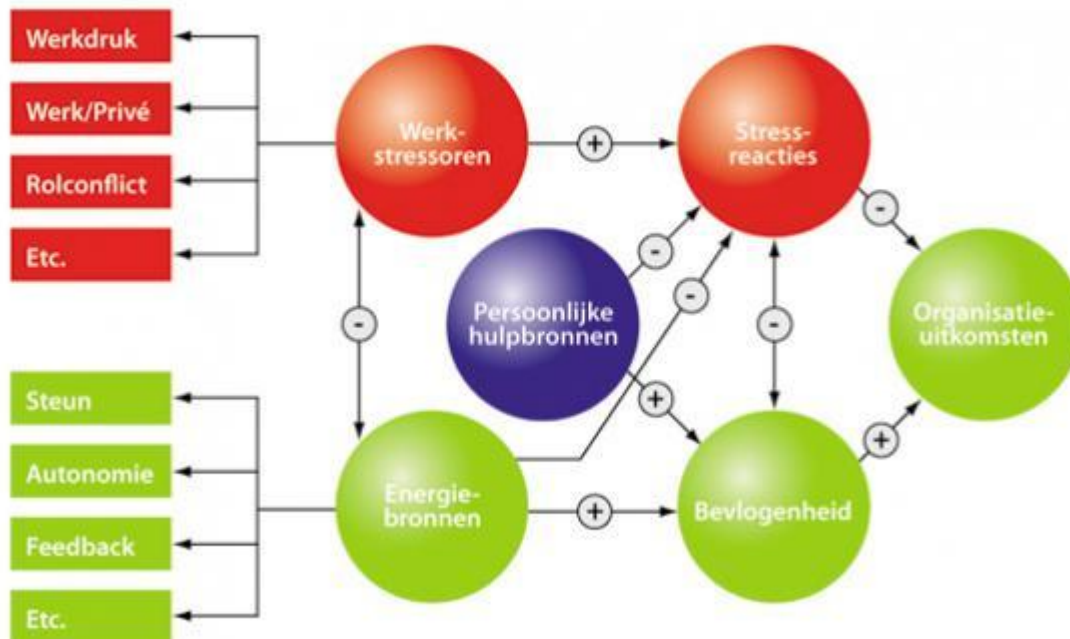 Werkdruk
Werk/Privé
Rolconflict
Etc.
Werk-
stressoren
+
Stress-
reacties
-
-
-
Persoonlijke
hulpbronnen
-
-
Organisatie-
uitkomsten
Steun
Autonomie
Feedback
Etc.
+
Energie-
bronnen
+
Bevlogenheid
+